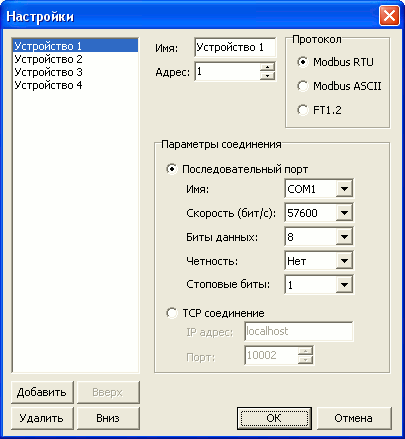 Настройки
Устройство 1
Устройство 2
Устройство 3
Устройство 4
Имя: Устройство 1
Адрес: 1
Протокол
Modbus RTU
Modbus ASCII
FT1.2
Параметры соединения
Последовательный порт
Имя: COM1
Скорость (бит/с): 57600
Биты данных: 8
Четность: Нет
Стоповые биты: 1
TCP соединение
IP адрес: localhost
Порт: 10002
Добавить Вверх
Удалить Вниз
OK Отмена